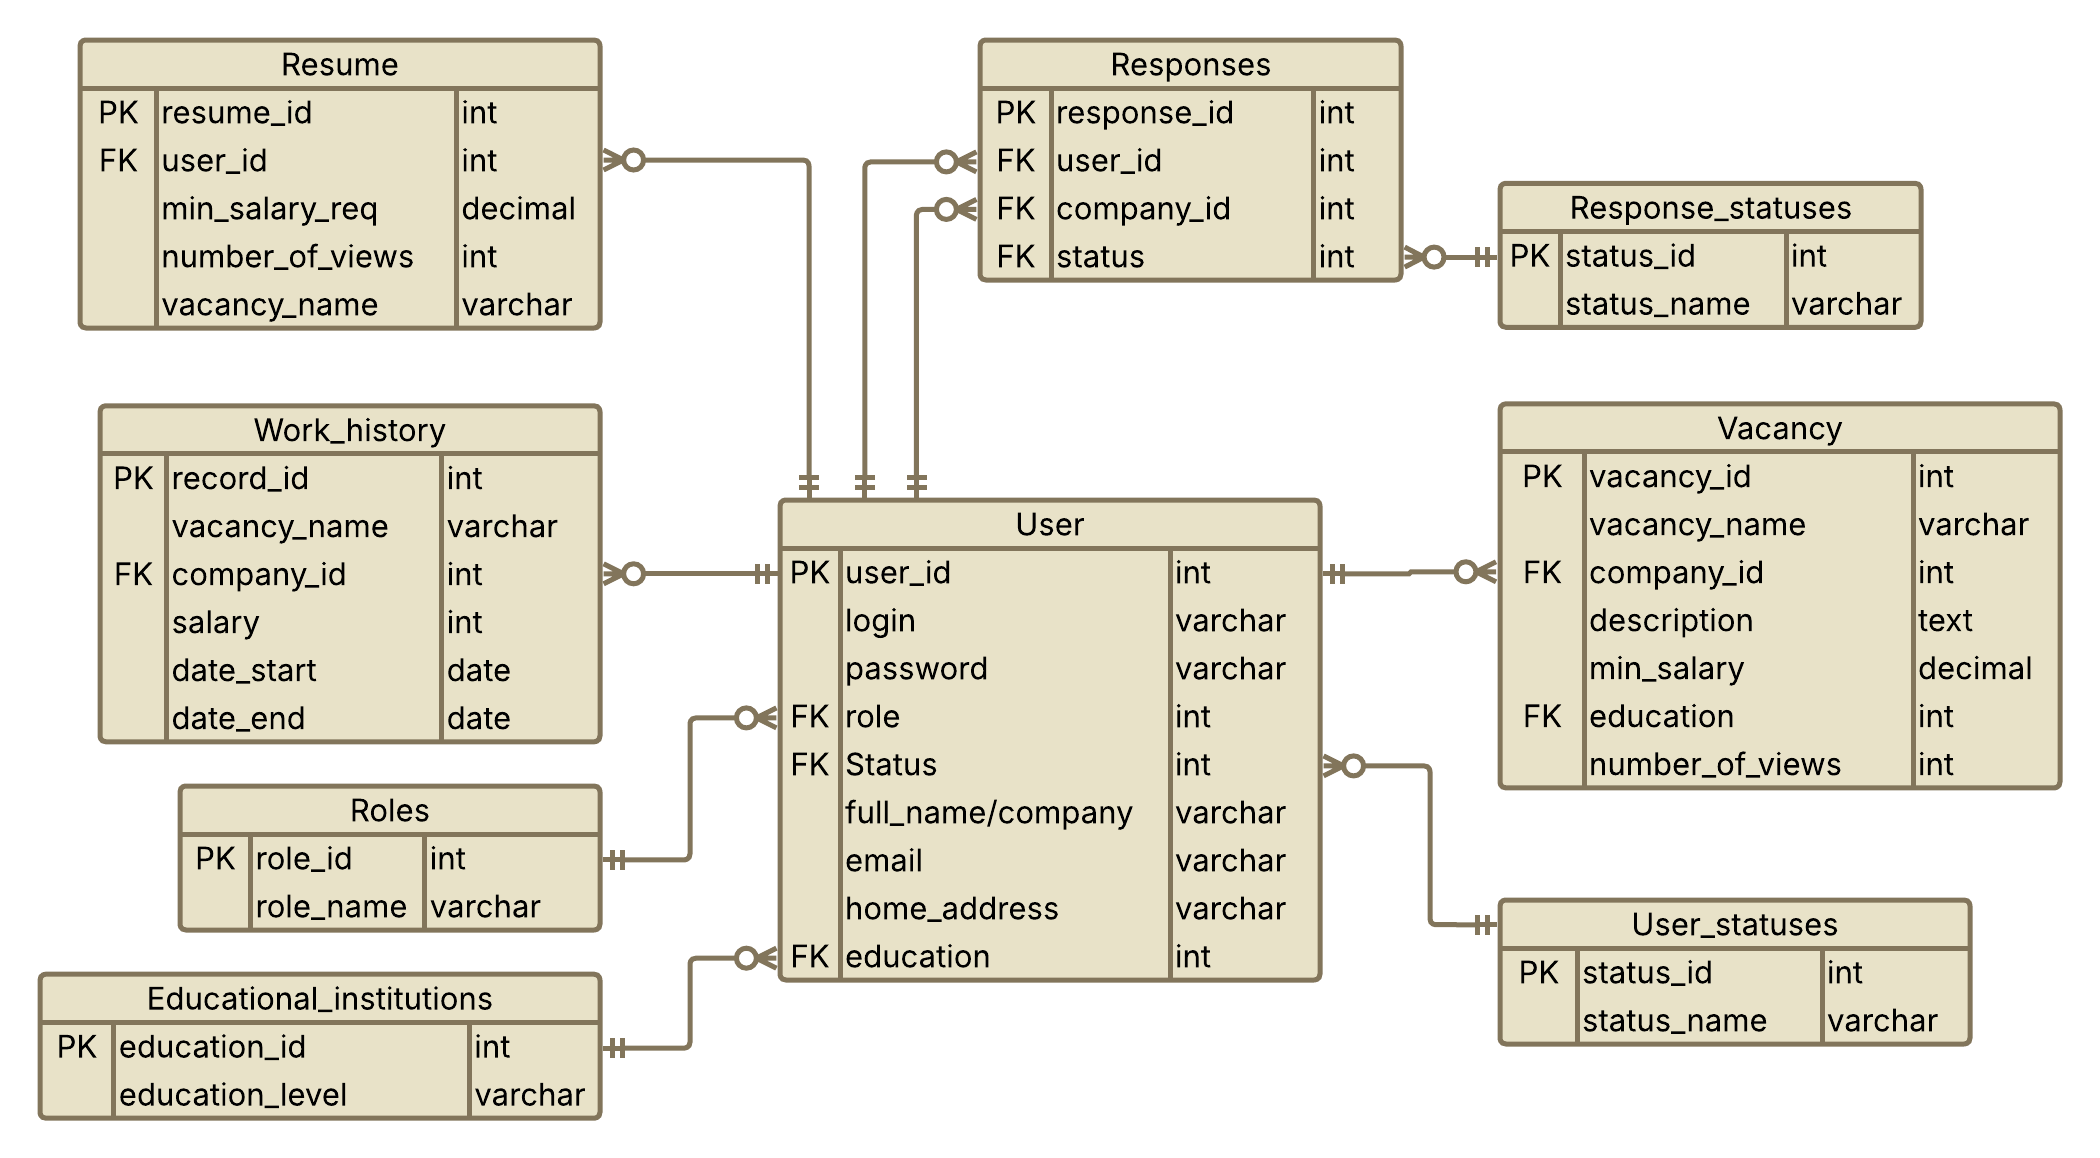 Resume
PK resume_id int
FK user_id int
min_salary_req decimal
number_of_views int
vacancy_name varchar
Responses
PK response_id int
FK user_id int
FK company_id int
FK status int
Response_statuses
PK status_id int
status_name varchar
Work_history
PK record_id int
vacancy_name varchar
FK company_id int
salary int
date_start date
date_end date
User
PK user_id int
login varchar
password varchar
FK role int
FK Status int
full_name/company varchar
email varchar
home_address varchar
FK education int
Vacancy
PK vacancy_id int
vacancy_name varchar
FK company_id int
description text
min_salary decimal
FK education int
number_of_views int
Roles
PK role_id int
role_name varchar
User_statuses
PK status_id int
status_name varchar
Educational_institutions
PK education_id int
education_level varchar